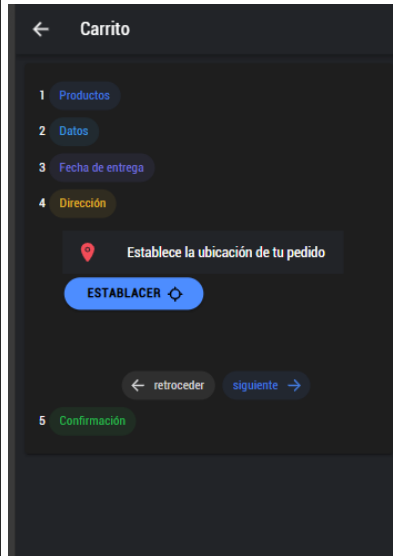 Carrito
1 Productos
2 Datos
3 Fecha de entrega
4 Dirección
Establece la ubicación de tu pedido
ESTABLACER
retroceder siguiente
5 Confirmación